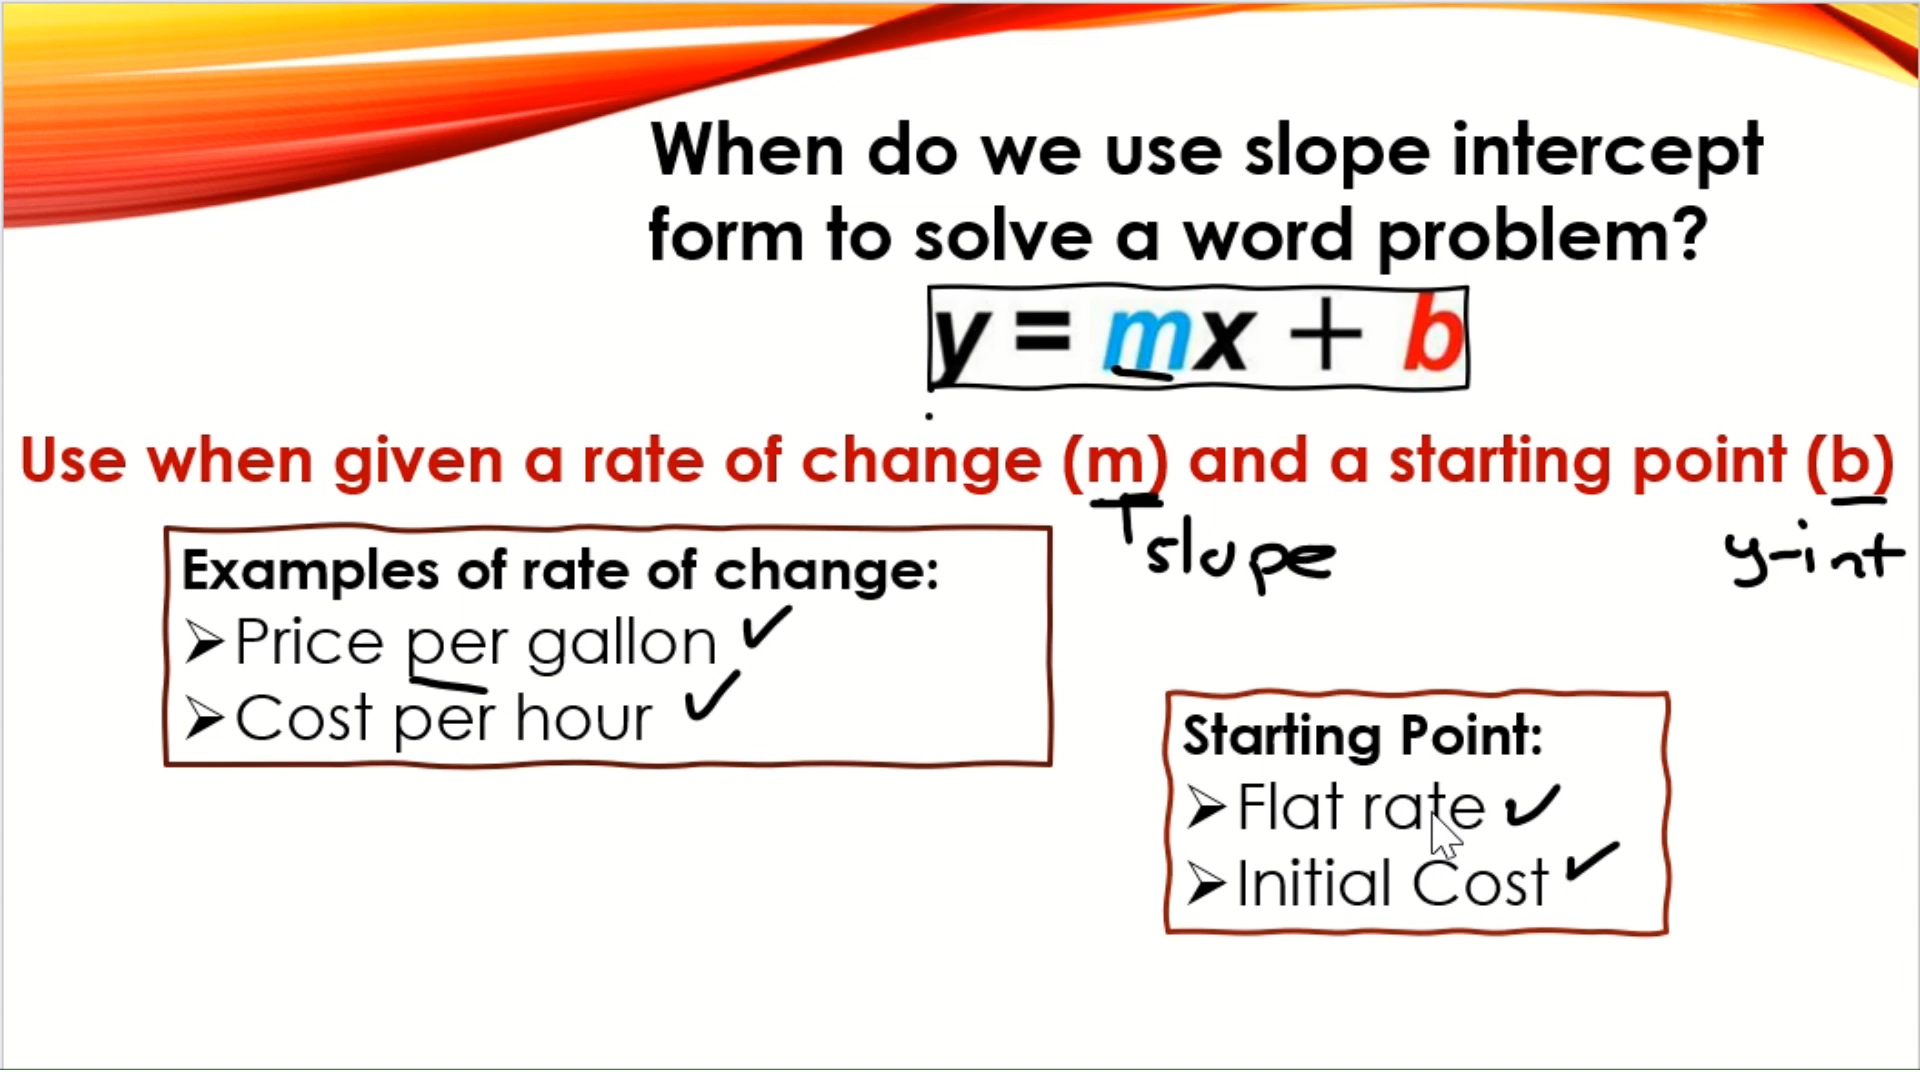 When do we use slope intercept
form to solve a word problem?
y = mx + b
Use when given a rate of change (m) and a starting point (b)
slope
y-int
Examples of rate of change:
➢Price per gallon ✓
➢Cost per hour ✓
Starting Point:
➢Flat rate ✓
➢Initial Cost ✓